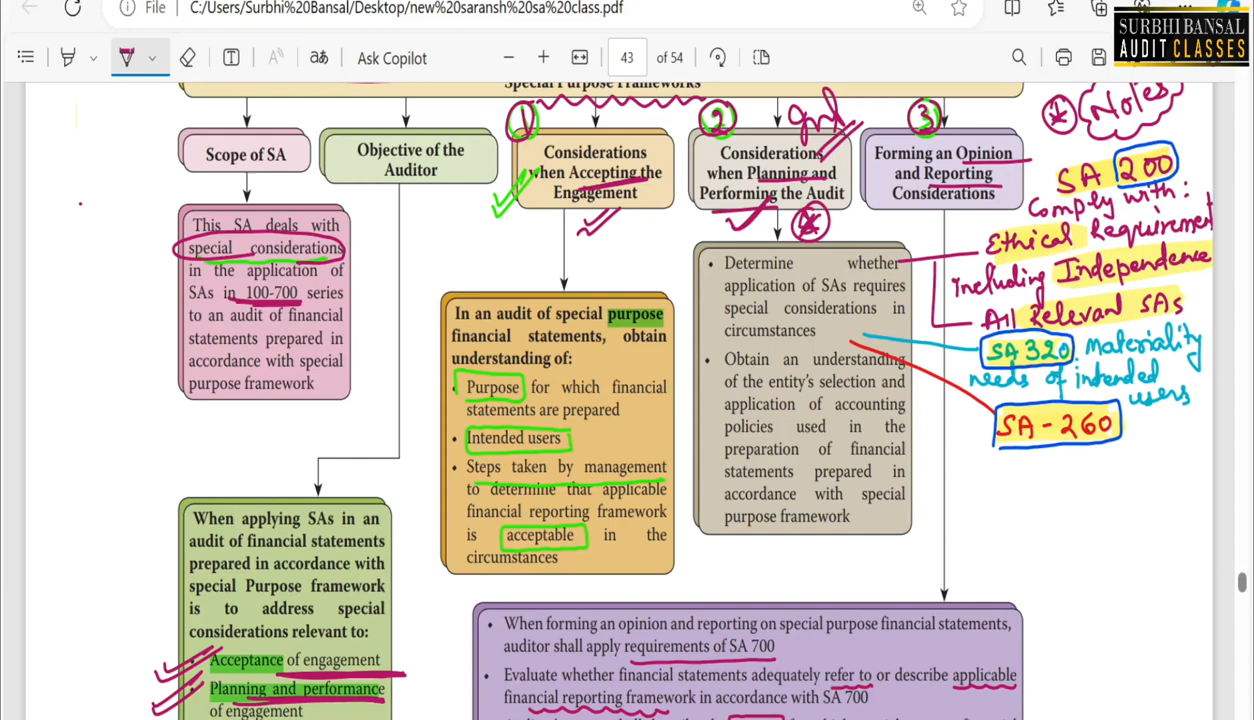 File
C:/Users/Surbhi%20Bansal/Desktop/new%20saransh%20sa%20class.pdf
SURBHI BANSAL
AUDIT CLASSES
Ask Copilot
43
of 54
Special Purpose Frameworks
1
2
grd
3
* Notes
Scope of SA
Objective of the
Auditor
Considerations
when Accepting the
Engagement
Considerations
when Planning and
Performing the Audit
Forming an Opinion
and Reporting
Considerations
This SA deals with
special considerations
in the application of
SAs in 100-700 series
to an audit of financial
statements prepared in
accordance with special
purpose framework
In an audit of special purpose
financial statements, obtain
understanding of:
• Purpose for which financial
statements are prepared
• Intended users
• Steps taken by management
to determine that applicable
financial reporting framework
is acceptable in the
circumstances
• Determine whether
application of SAs requires
special considerations in
circumstances
• Obtain an understanding
of the entity's selection and
application of accounting
policies used in the
preparation of financial
statements prepared in
accordance with special
purpose framework
SA 200
Comply with:
Ethical Requirement
including Independence
All Relevant SAs
SA 320. Materiality
needs of intended
users
SA - 260
When applying SAs in an
audit of financial statements
prepared in accordance with
special Purpose framework
is to address special
considerations relevant to:
• Acceptance of engagement
• Planning and performance
of engagement
• When forming an opinion and reporting on special purpose financial statements,
auditor shall apply requirements of SA 700
• Evaluate whether financial statements adequately refer to or describe applicable
financial reporting framework in accordance with SA 700